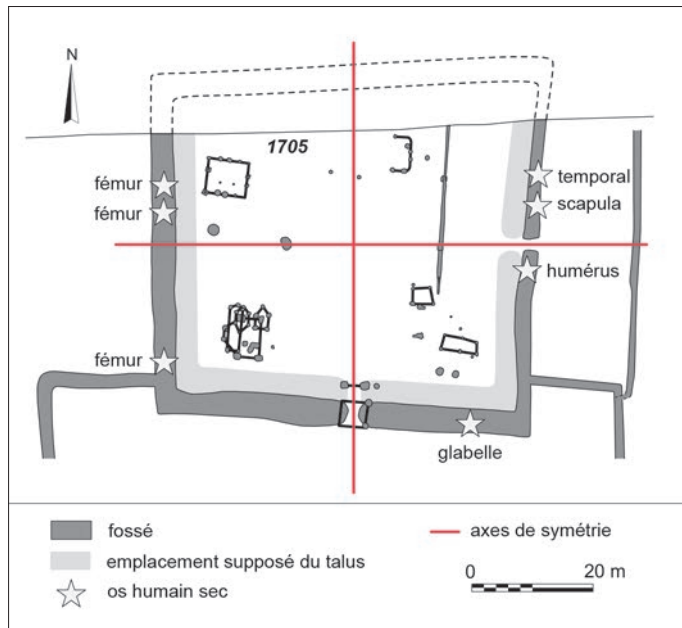 N
1705
fémur
fémur
temporal
scapula
humérus
fémur
glabelle
fossé
emplacement supposé du talus
os humain sec
axes de symétrie
0 20 m